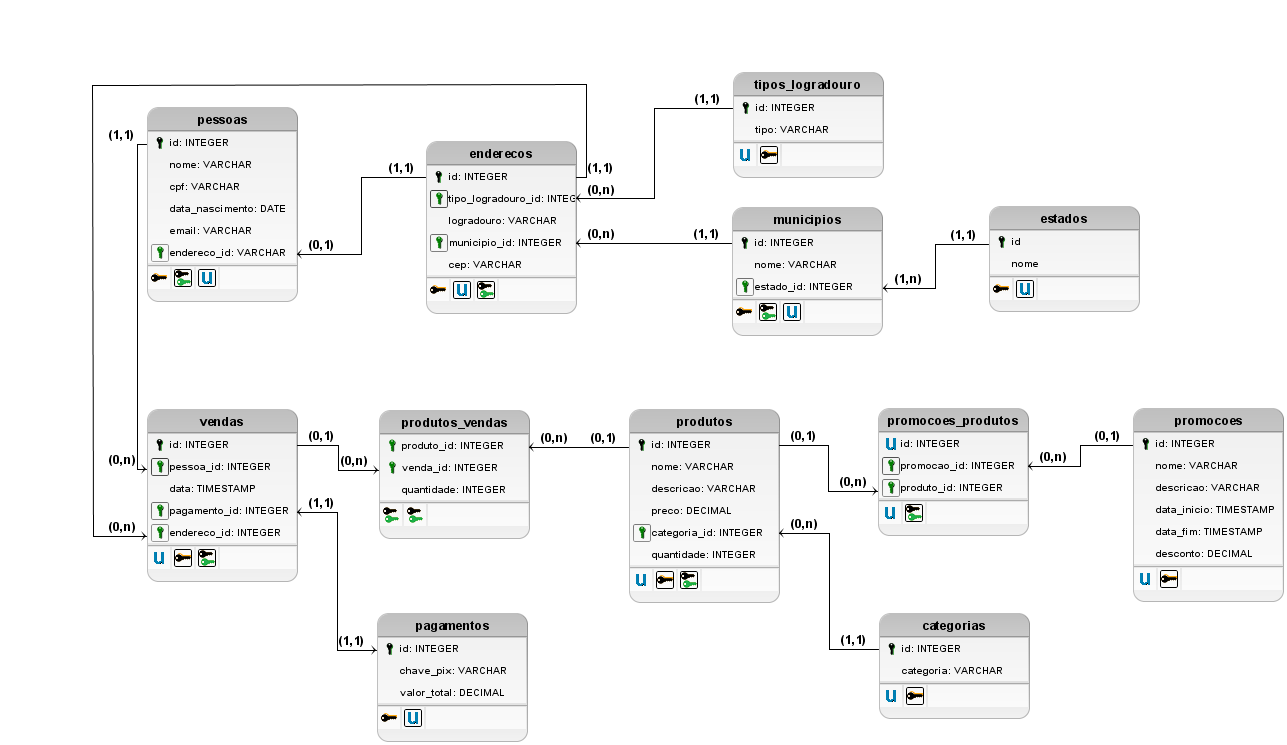 tipos_logradouro
id: INTEGER
tipo: VARCHAR
u
(1,1)
pessoas
id: INTEGER
nome: VARCHAR
cpf: VARCHAR
data_nascimento: DATE
email: VARCHAR
endereco_id: VARCHAR
u
(1,1)
(0,1)
(1,1)
enderecos
id: INTEGER
tipo_logradouro_id: INTEG
logradouro: VARCHAR
municipio_id: INTEGER
cep: VARCHAR
u
(1,1)
(0,n)
(0,n)
(1,1)
municipios
id: INTEGER
nome: VARCHAR
estado_id: INTEGER
u
(1,1)
(1,n)
estados
id
nome
u
vendas
id: INTEGER
pessoa_id: INTEGER
data: TIMESTAMP
pagamento_id: INTEGER
endereco_id: INTEGER
u
(0,n)
(0,n)
(0,1)
(0,n)
(1,1)
(1,1)
produtos_vendas
produto_id: INTEGER
venda_id: INTEGER
quantidade: INTEGER
(0,n)
(0,1)
produtos
id: INTEGER
nome: VARCHAR
descricao: VARCHAR
preco: DECIMAL
categoria_id: INTEGER
quantidade: INTEGER
u
(0,1)
(0,n)
(0,n)
(1,1)
promocoes_produtos
u id: INTEGER
promocao_id: INTEGER
produto_id: INTEGER
u
(0,1)
(0,n)
promocoes
id: INTEGER
nome: VARCHAR
descricao: VARCHAR
data_inicio: TIMESTAMP
data_fim: TIMESTAMP
desconto: DECIMAL
u
pagamentos
id: INTEGER
chave_pix: VARCHAR
valor_total: DECIMAL
u
categorias
id: INTEGER
categoria: VARCHAR
u